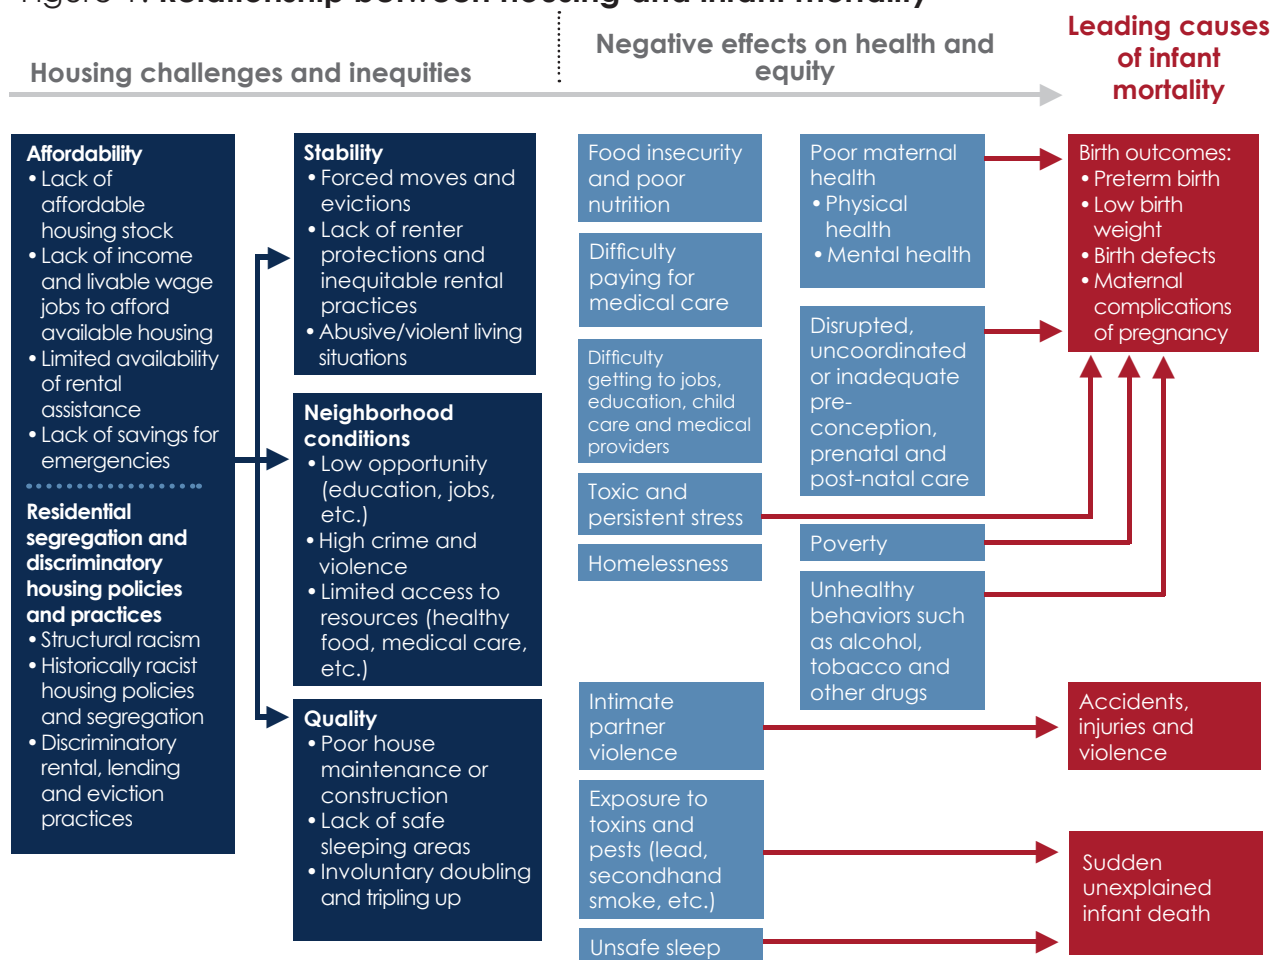 Figure 1. Relationship between housing and infant mortality
Housing challenges and inequities
Negative effects on health and
equity
Leading causes
of infant
mortality
Affordability
• Lack of
affordable
housing stock
• Lack of income
and livable wage
jobs to afford
available housing
• Limited availability
of rental
assistance
• Lack of savings for
emergencies
Residential
segregation and
discriminatory
housing policies
and practices
• Structural racism
• Historically racist
housing policies
and segregation
• Discriminatory
rental, lending
and eviction
practices
Stability
• Forced moves and
evictions
• Lack of renter
protections and
inequitable rental
practices
• Abusive/violent living
situations
Neighborhood
conditions
• Low opportunity
(education, jobs,
etc.)
• High crime and
violence
• Limited access to
resources (healthy
food, medical care,
etc.)
Quality
• Poor house
maintenance or
construction
• Lack of safe
sleeping areas
• Involuntary doubling
and tripling up
Food insecurity
and poor
nutrition
Difficulty
paying for
medical care
Difficulty
getting to jobs,
education, child
care and medical
providers
Toxic and
persistent stress
Homelessness
Intimate
partner
violence
Exposure to
toxins and
pests (lead,
secondhand
smoke, etc.)
Unsafe sleep
Poor maternal
health
• Physical
health
• Mental health
Disrupted,
uncoordinated
or inadequate
pre-
conception,
prenatal and
post-natal care
Poverty
Unhealthy
behaviors such
as alcohol,
tobacco and
other drugs
Birth outcomes:
• Preterm birth
• Low birth
weight
• Birth defects
• Maternal
complications
of pregnancy
Accidents,
injuries and
violence
Sudden
unexplained
infant death